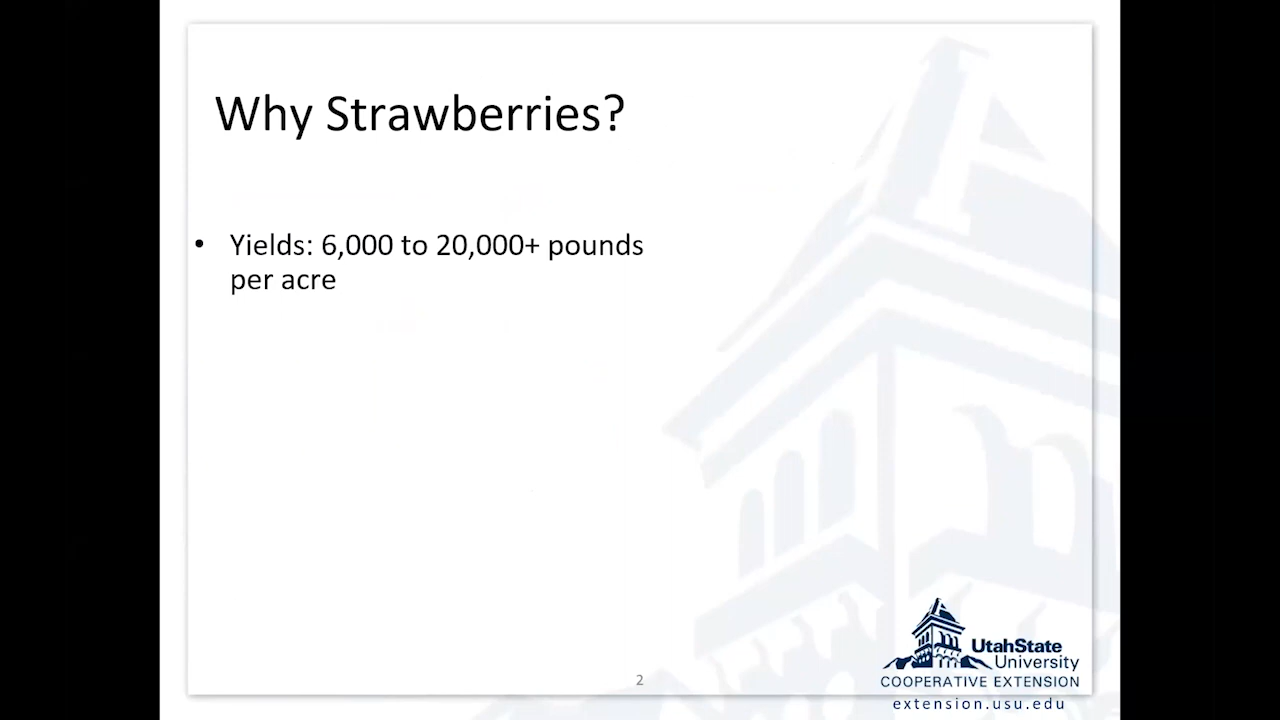 Why Strawberries?
• Yields: 6,000 to 20,000+ pounds
per acre
2
UtahState
University
COOPERATIVE EXTENSION
extension.usu.edu